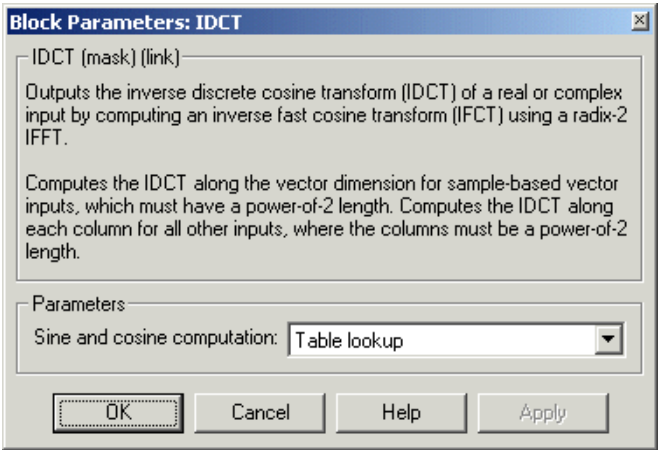 Block Parameters: IDCT
IDCT (mask) (link)
Outputs the inverse discrete cosine transform (IDCT) of a real or complex
input by computing an inverse fast cosine transform (IFCT) using a radix-2
IFFT.
Computes the IDCT along the vector dimension for sample-based vector
inputs, which must have a power-of-2 length. Computes the IDCT along
each column for all other inputs, where the columns must be a power-of-2
length.
Parameters
Sine and cosine computation: Table lookup
OK Cancel Help Apply